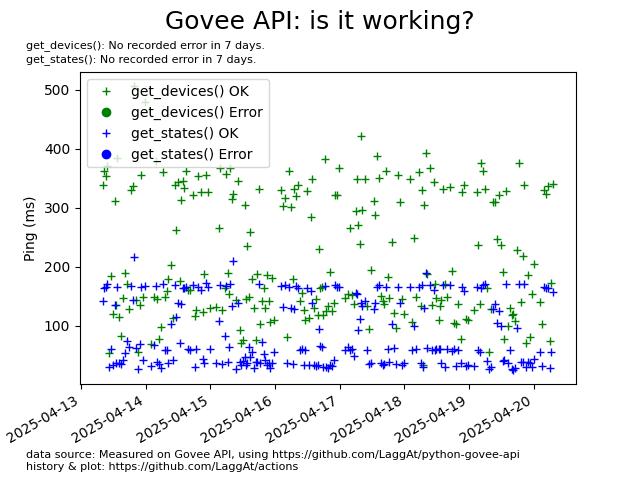 Govee API: is it working?
get_devices(): No recorded error in 7 days.
get_states(): No recorded error in 7 days.
get_devices() OK
get_devices() Error
get_states() OK
get_states() Error
Ping (ms)
500
400
300
200
100
2025-04-13
2025-04-14
2025-04-15
2025-04-16
2025-04-17
2025-04-18
2025-04-19
2025-04-20
data source: Measured on Govee API, using https://github.com/LaggAt/python-govee-api
history & plot: https://github.com/LaggAt/actions